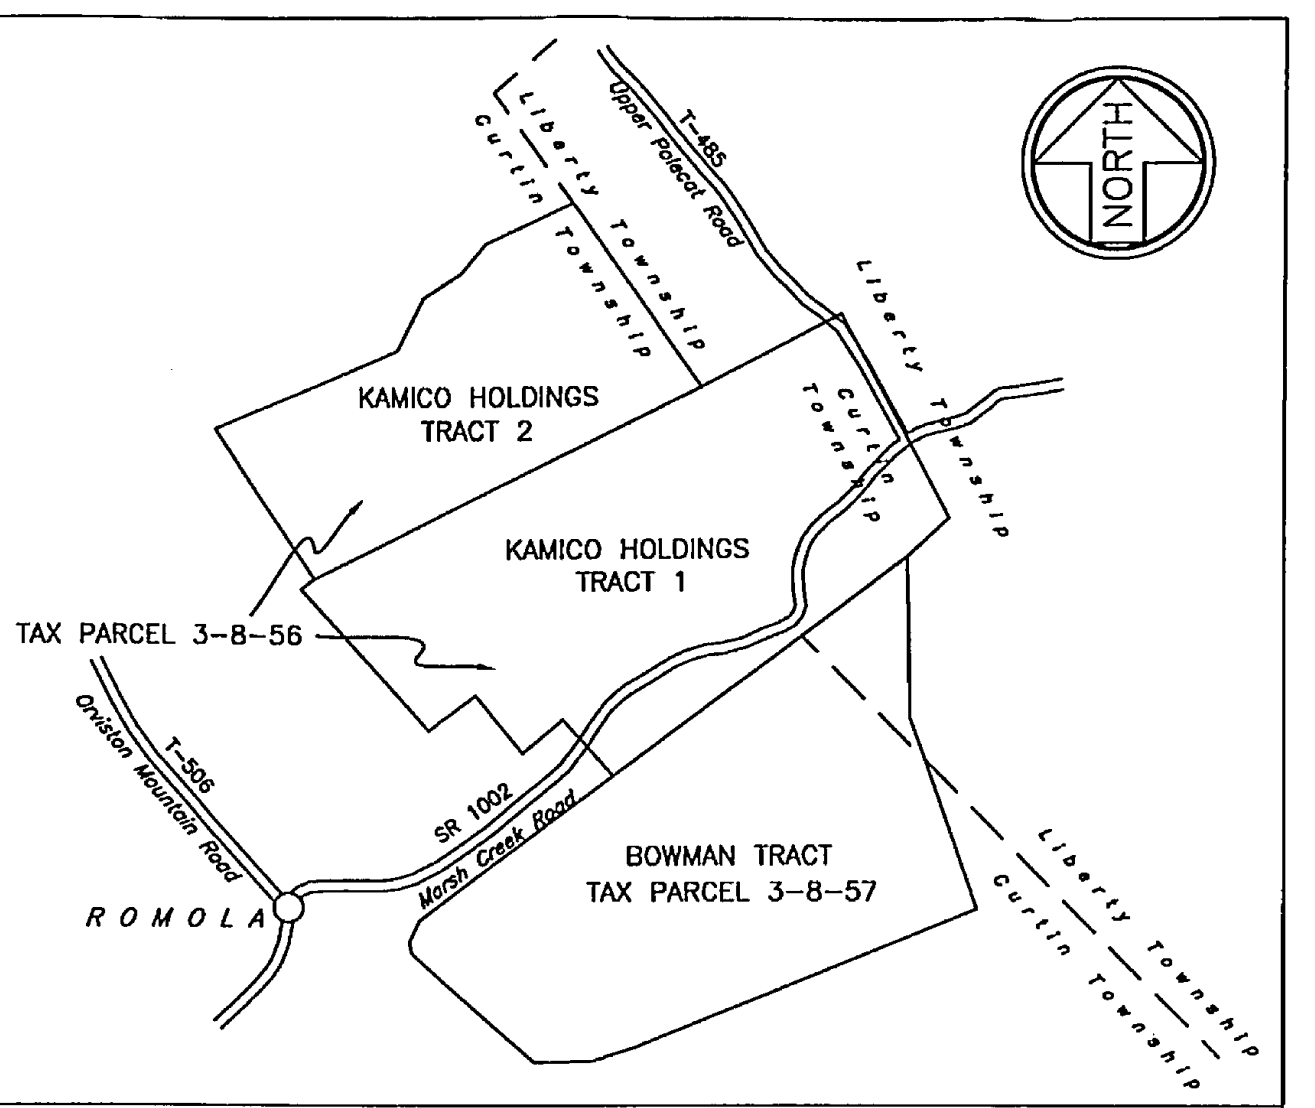 Liberty Township
Curtin Township
T-485
Upper Polecat Road
NORTH
Liberty Township
Curtin
Township
KAMICO HOLDINGS
TRACT 2
KAMICO HOLDINGS
TRACT 1
TAX PARCEL 3-8-56
T-506
Orviston Mountain Road
SR 1002
Marsh Creek Road
ROMOLA
BOWMAN TRACT
TAX PARCEL 3-8-57
Liberty Township
Curtin Township